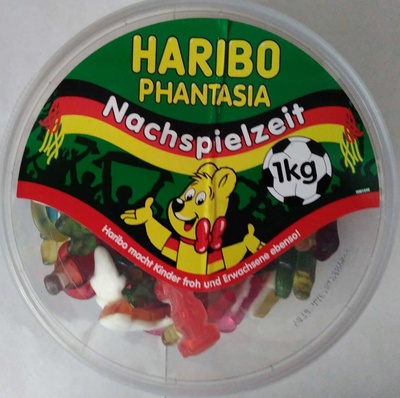 HARIBO
PHANTASIA
Nachspielzeit
1kg
Haribo macht Kinder froh und Erwachsene ebenso!